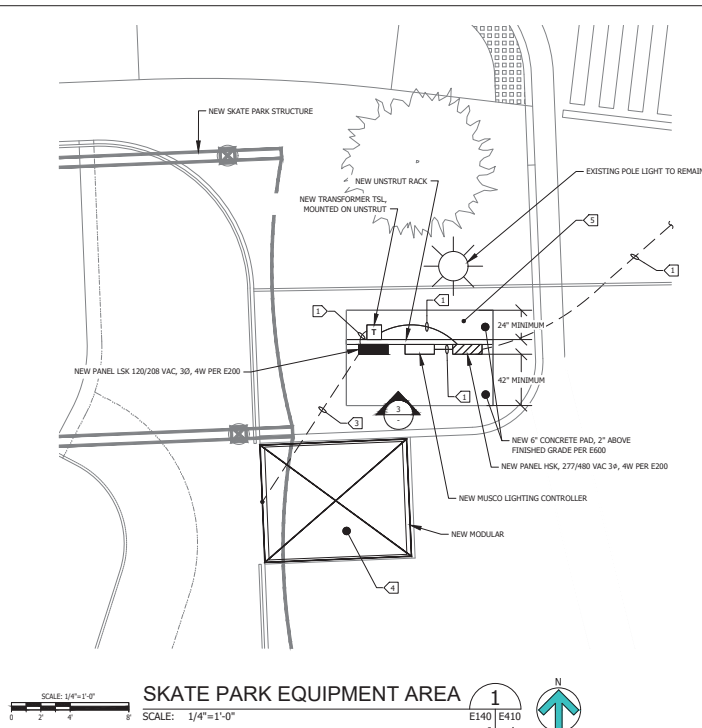 NEW SKATE PARK STRUCTURE
EXISTING POLE LIGHT TO REMAIN
NEW UNSTRUT RACK
NEW TRANSFORMER TSL,
MOUNTED ON UNSTRUT
5
1
1
1
T
24" MINIMUM
NEW PANEL LSK 120/208 VAC, 3Ø, 4W PER E200
42" MINIMUM
1
3
3
-
NEW 6" CONCRETE PAD, 2" ABOVE
FINISHED GRADE PER E600
NEW PANEL HSK, 277/480 VAC 3ø, 4W PER E200
NEW MUSCO LIGHTING CONTROLLER
NEW MODULAR
4
SCALE: 1/4"=1'-0"
0 2' 4' 8'
SKATE PARK EQUIPMENT AREA
SCALE: 1/4"=1'-0"
1
E140 E410
N